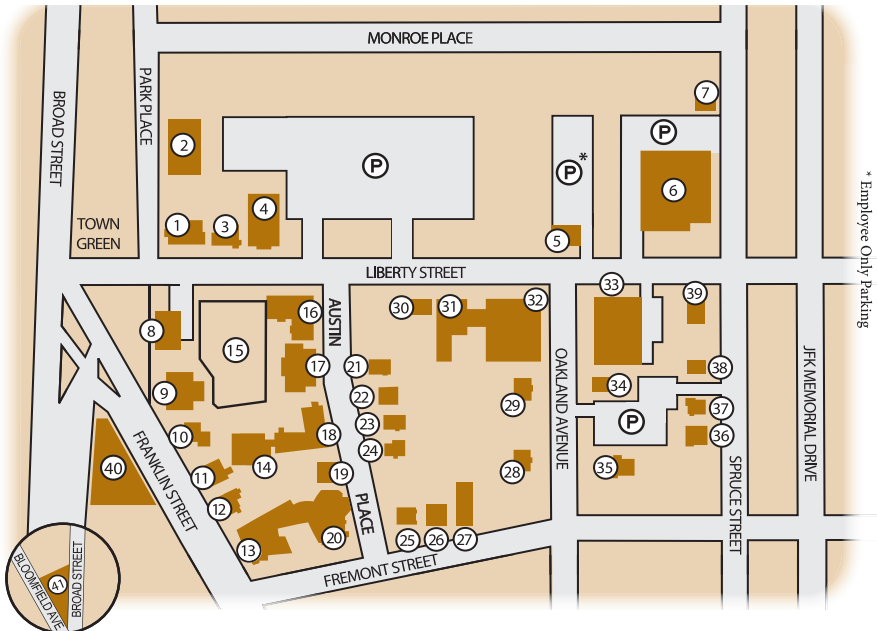 MONROE PLACE
BROAD STREET
PARK PLACE
7
2
P
P
P*
6
* Employee Only Parking
TOWN
GREEN
1
3
4
5
LIBERTY STREET
8
15
16
AUSTIN
PLACE
30
31
32
33
39
9
17
21
22
23
24
OAKLAND AVENUE
29
34
38
37
36
P
JFK MEMORIAL DRIVE
10
18
40
FRANKLIN STREET
11
14
19
28
35
SPRUCE STREET
12
13
20
25
26
27
FREMONT STREET
BLOOMFIELD AVE
41
BROAD STREET